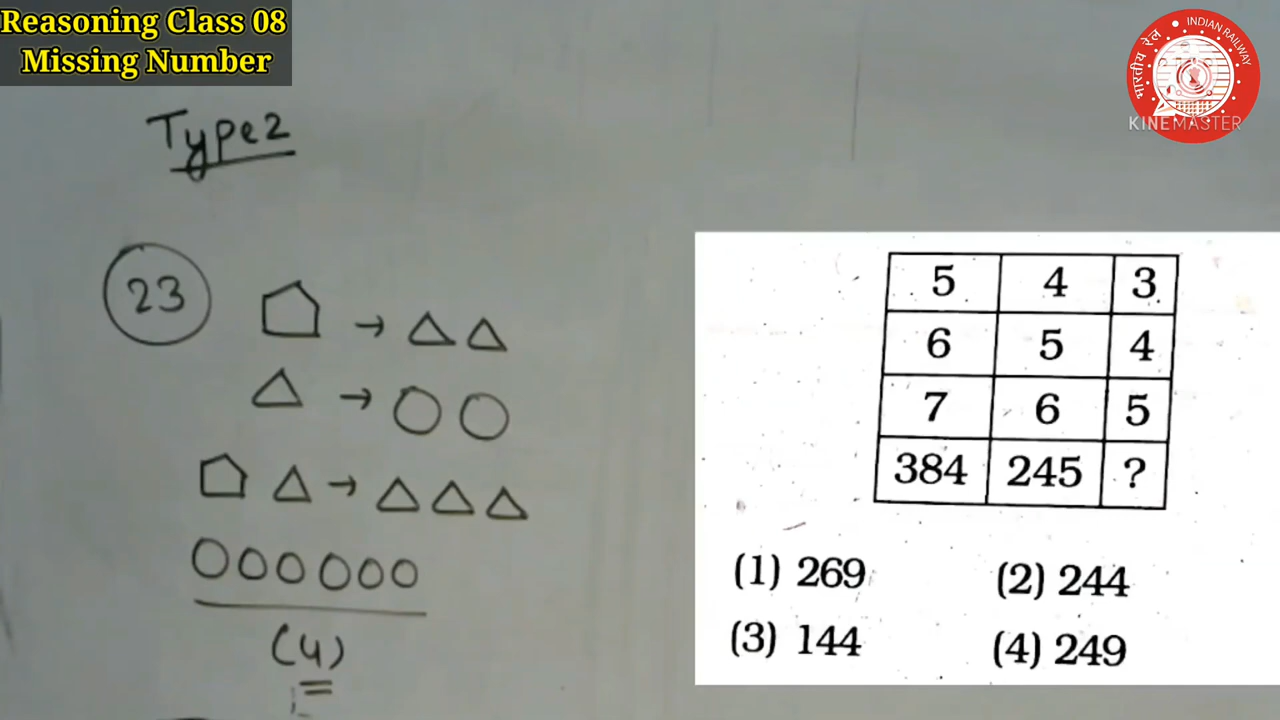 Reasoning Class 08
Missing Number
भारतीय रेल INDIAN RAILWAY
KINEMASTER
Type2
23
(4)
5 4 3
6 5 4
7 6 5
384 245 ?
(1) 269 (2) 244
(3) 144 (4) 249